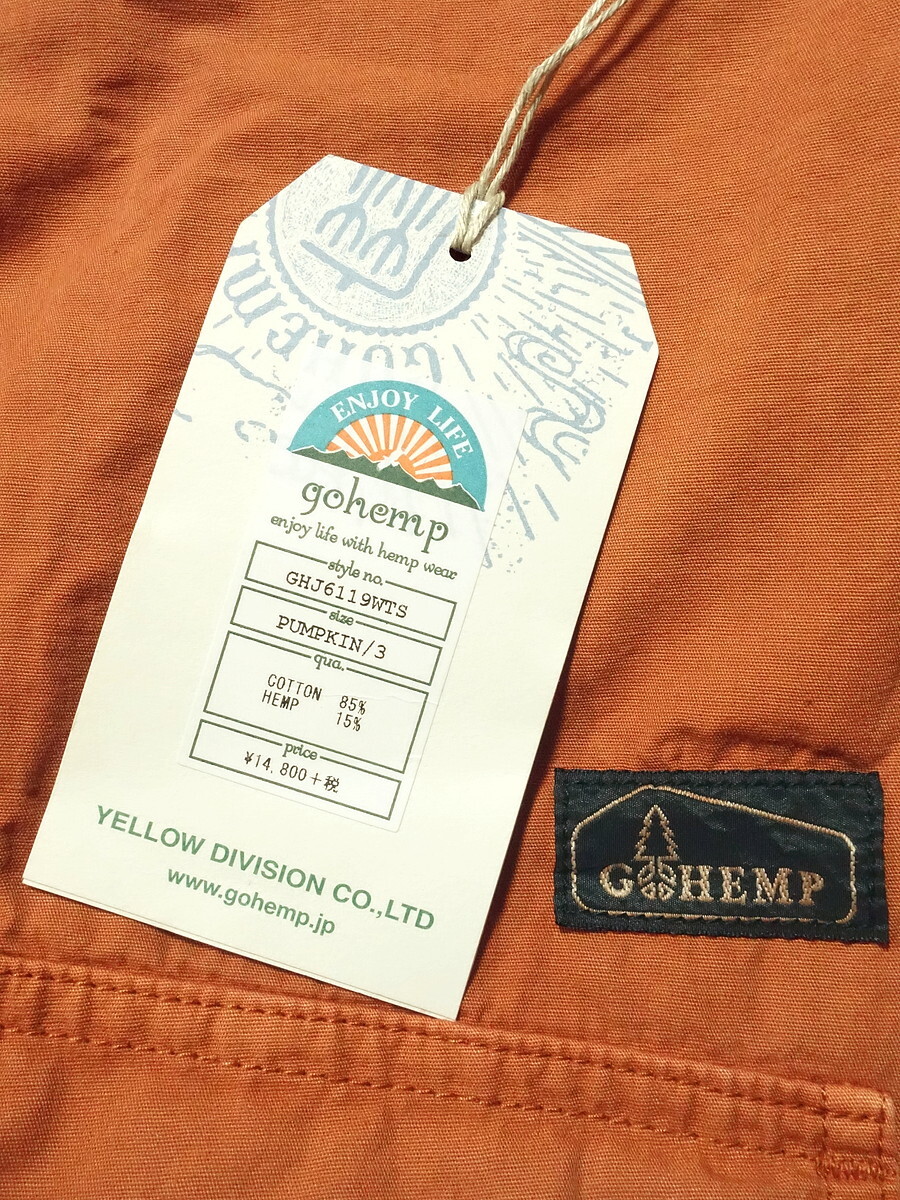 ENJOY LIFE
gohemp
enjoy life with hemp wear
style no.
GHJ6119WTS
size
PUMPKIN/3
qua.
COTTON 85%
HEMP 15%
price
¥14,800+税
YELLOW DIVISION CO.,LTD
www.gohemp.jp
GOHEMP